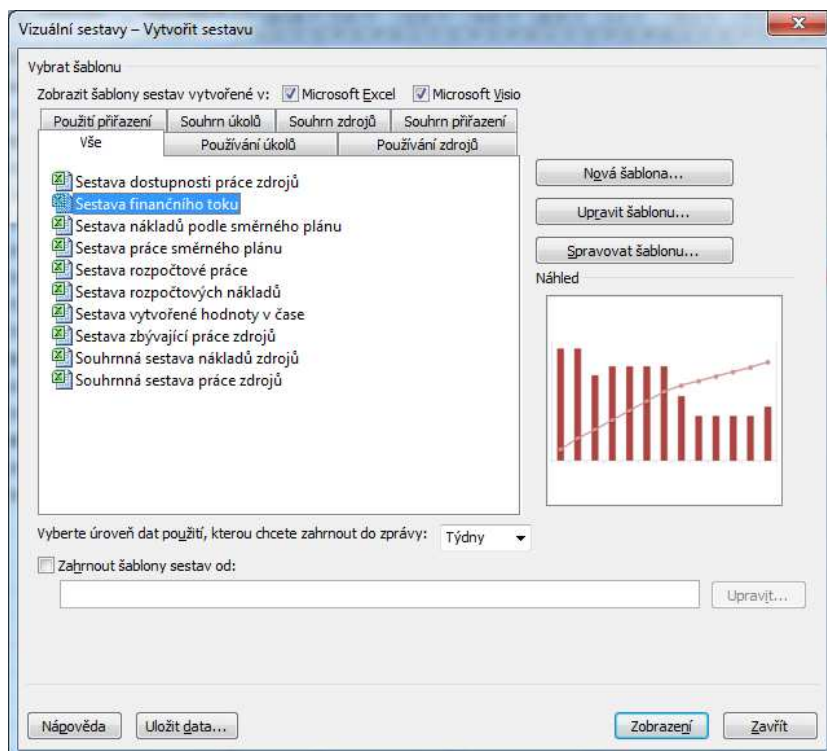 Vizuální sestavy – Vytvořit sestavu
Vybrat šablonu
Zobrazit šablony sestav vytvořené v: Microsoft Excel Microsoft Visio
Použití přiřazení Souhrn úkolů Souhrn zdrojů Souhrn přiřazení
Vše Používání úkolů Používání zdrojů
Sestava dostupnosti práce zdrojů
Sestava finančního toku
Sestava nákladů podle směrného plánu
Sestava práce směrného plánu
Sestava rozpočtové práce
Sestava rozpočtových nákladů
Sestava vytvořené hodnoty v čase
Sestava zbývající práce zdrojů
Souhrnná sestava nákladů zdrojů
Souhrnná sestava práce zdrojů
Nová šablona...
Upravit šablonu...
Spravovat šablonu...
Náhled
Vyberte úroveň dat použití, kterou chcete zahrnout do zprávy: Týdny
Zahrnout šablony sestav od:
Upravit...
Nápověda Uložit data... Zobrazení Zavřít